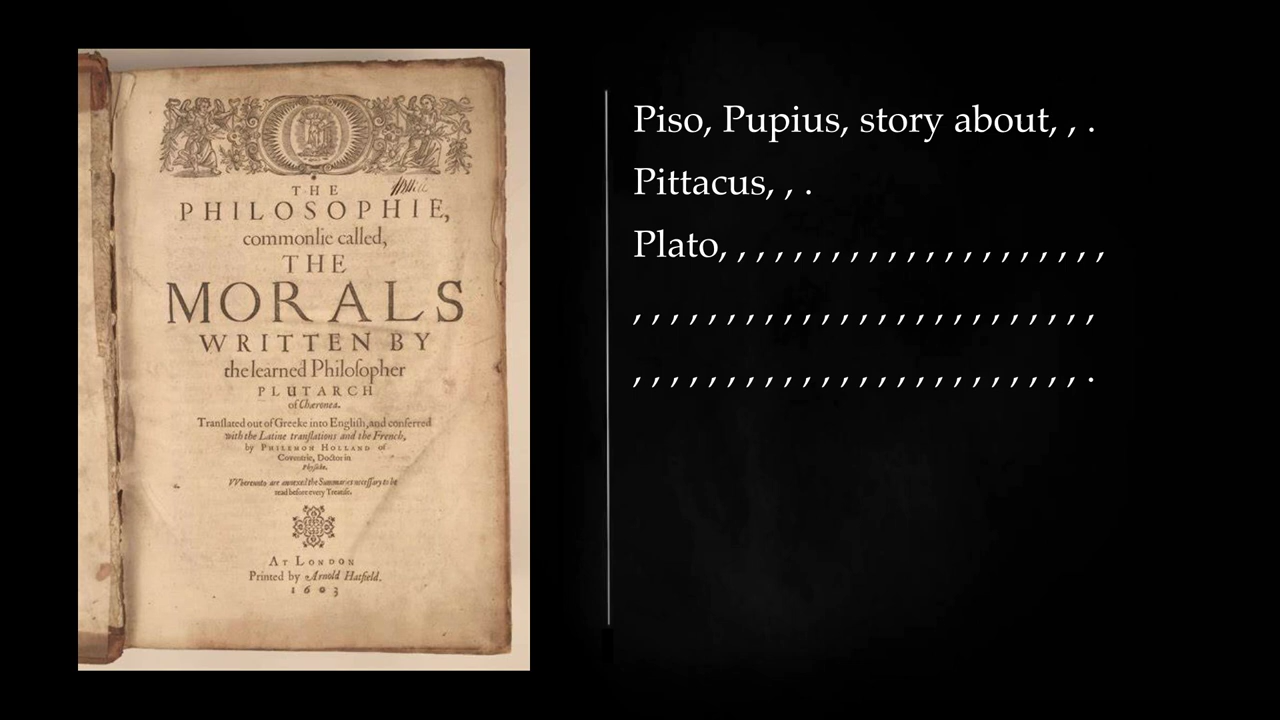 THE
PHILOSOPHIE,
commonlie called,
THE
MORALS
WRITTEN BY
the learned Philoſopher
PLUTARCH
of Chæronea.
Tranſlated out of Greeke into Engliſh, and conferred
with the Latine tranſlations and the French,
by PHILEMON HOLLAND of
Coventrie, Doctor in
Phyſicke.
VVhereunto are annexed the Summaries neceſſary to be
read before every Treatiſe.
AT LONDON
Printed by Arnold Hatfield.
1603
Piso, Pupius, story about, , .
Pittacus, , .
Plato, , , , , , , , , , , , , , , , , , , , ,
, , , , , , , , , , , , , , , , , , , , , , , , ,
, , , , , , , , , , , , , , , , , , , , , , , , .